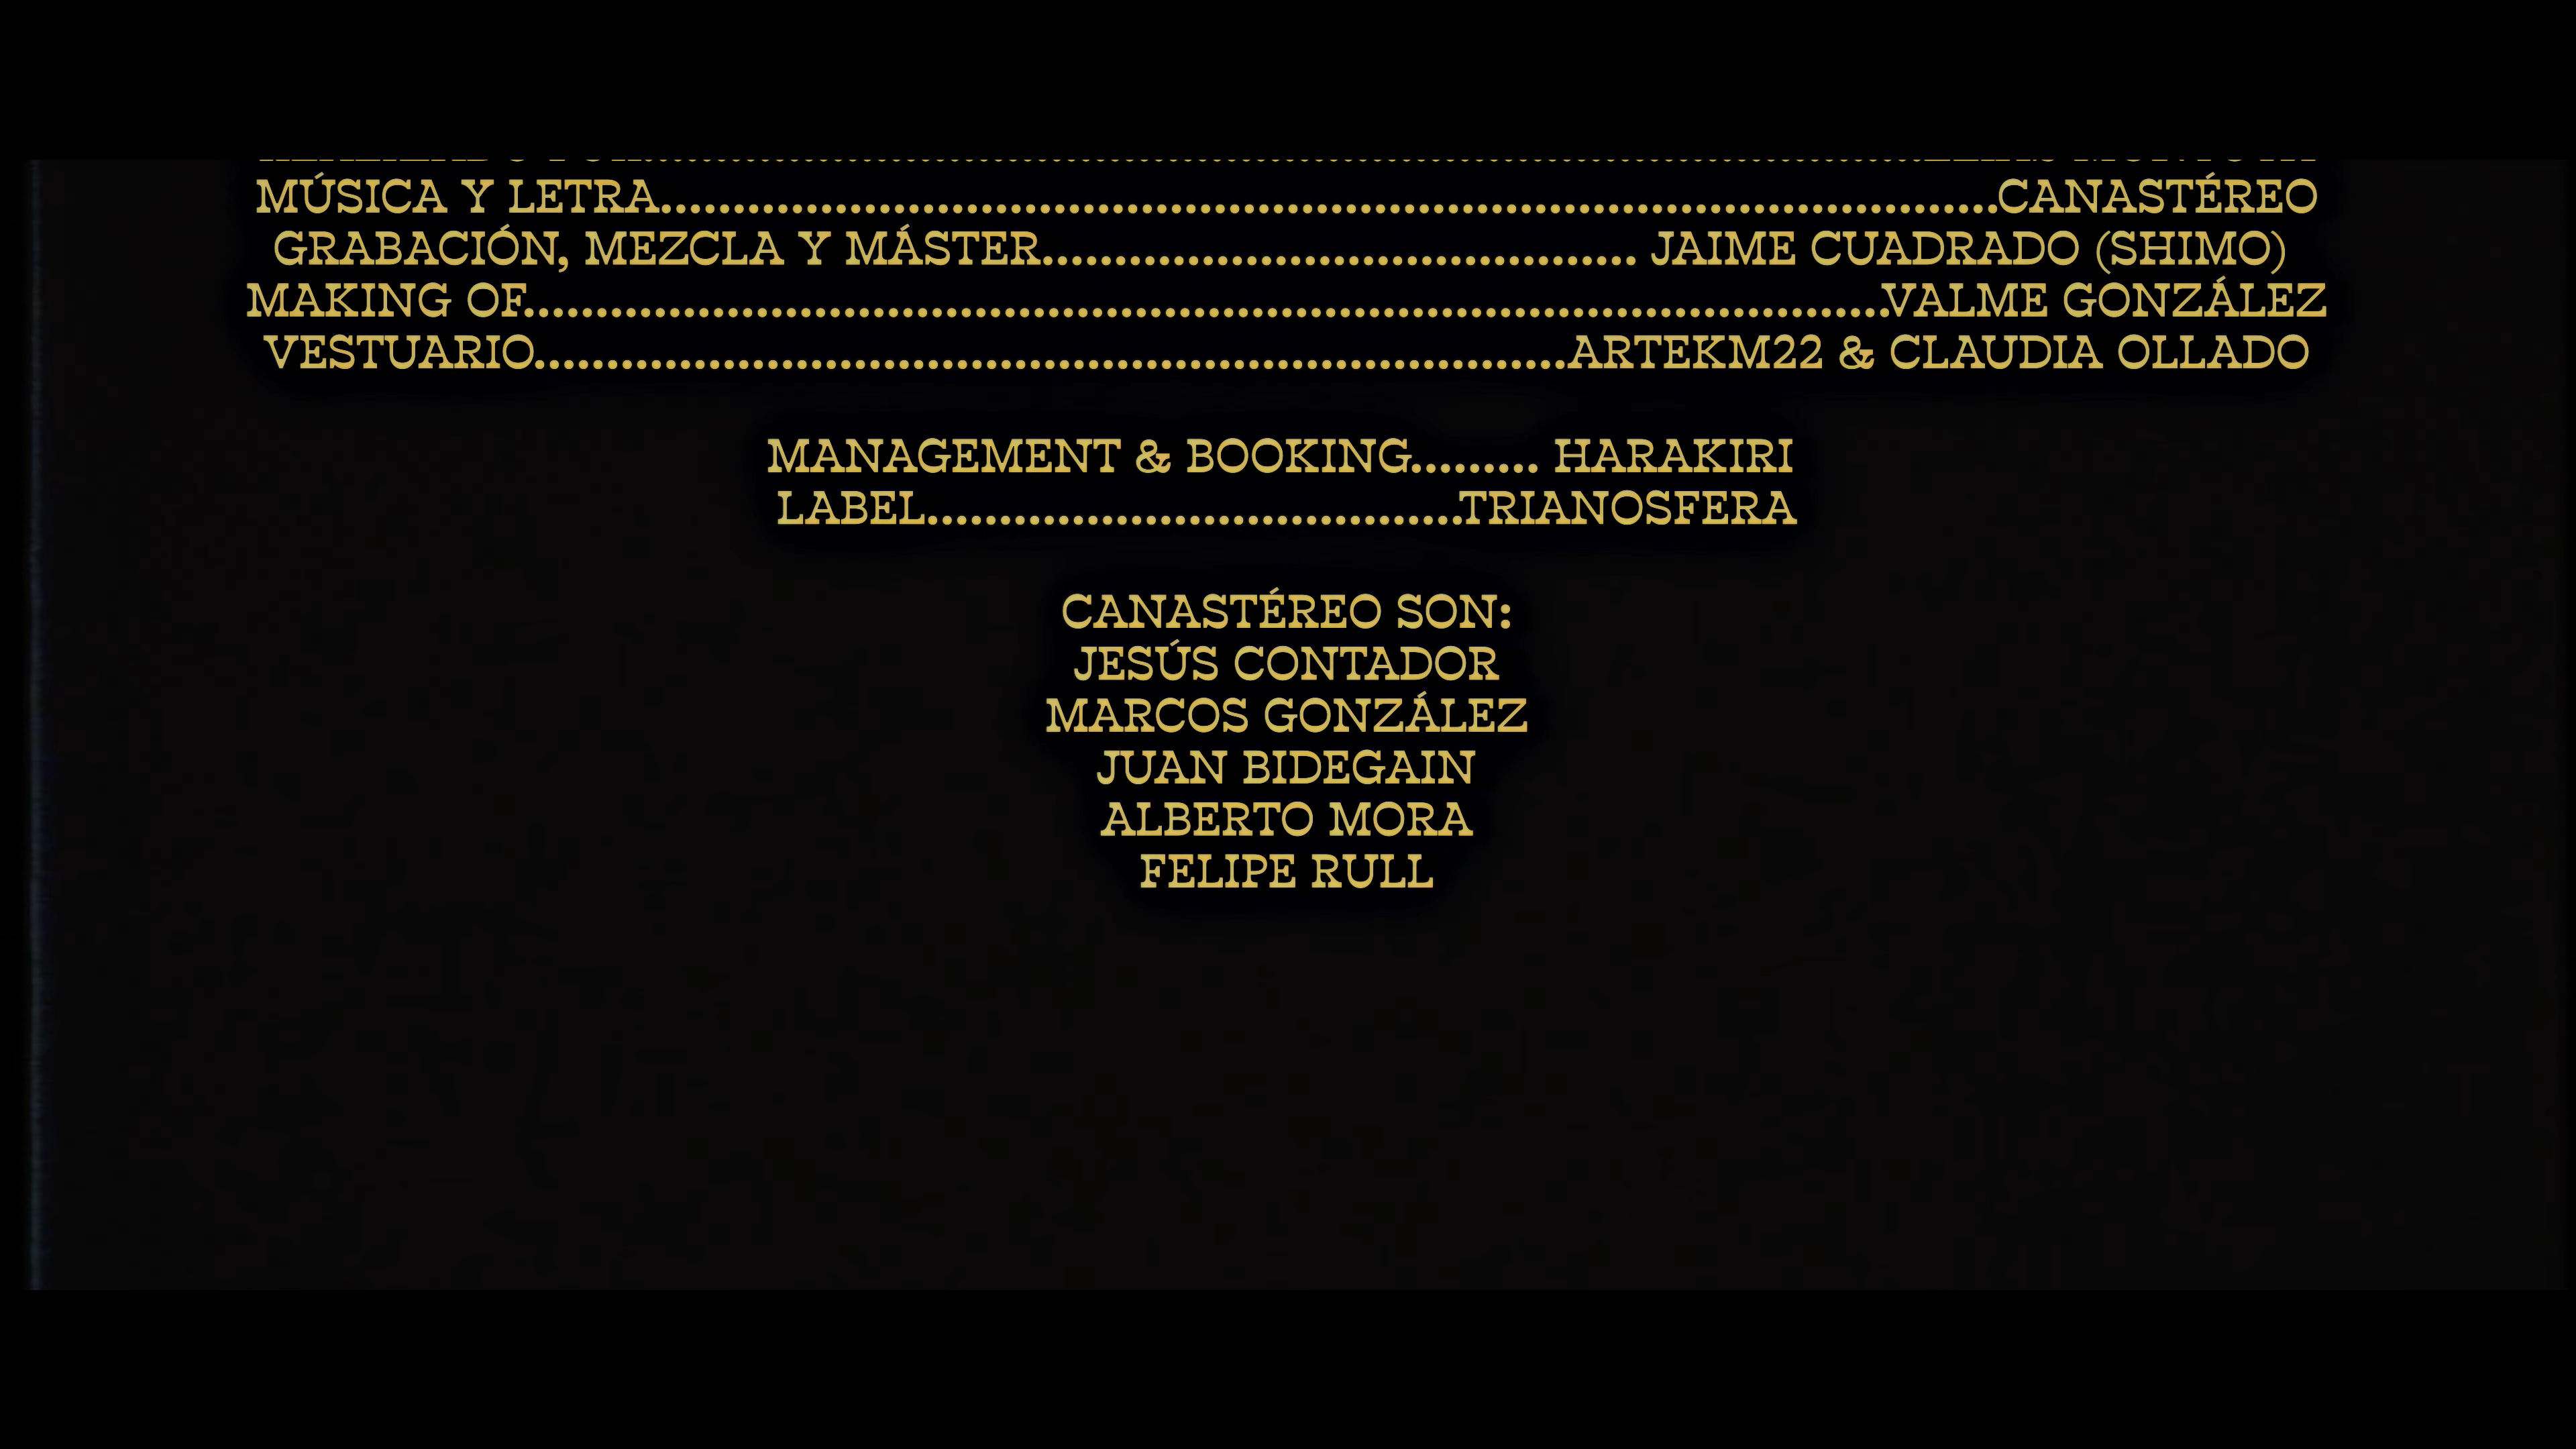 MÚSICA Y LETRA............................................................................................CANASTÉREO
GRABACIÓN, MEZCLA Y MÁSTER......................................... JAIME CUADRADO (SHIMO)
MAKING OF..............................................................................................VALME GONZÁLEZ
VESTUARIO.......................................................................ARTEKM22 & CLAUDIA OLLADO
MANAGEMENT & BOOKING......... HARAKIRI
LABEL.....................................TRIANOSFERA
CANASTÉREO SON:
JESÚS CONTADOR
MARCOS GONZÁLEZ
JUAN BIDEGAIN
ALBERTO MORA
FELIPE RULL